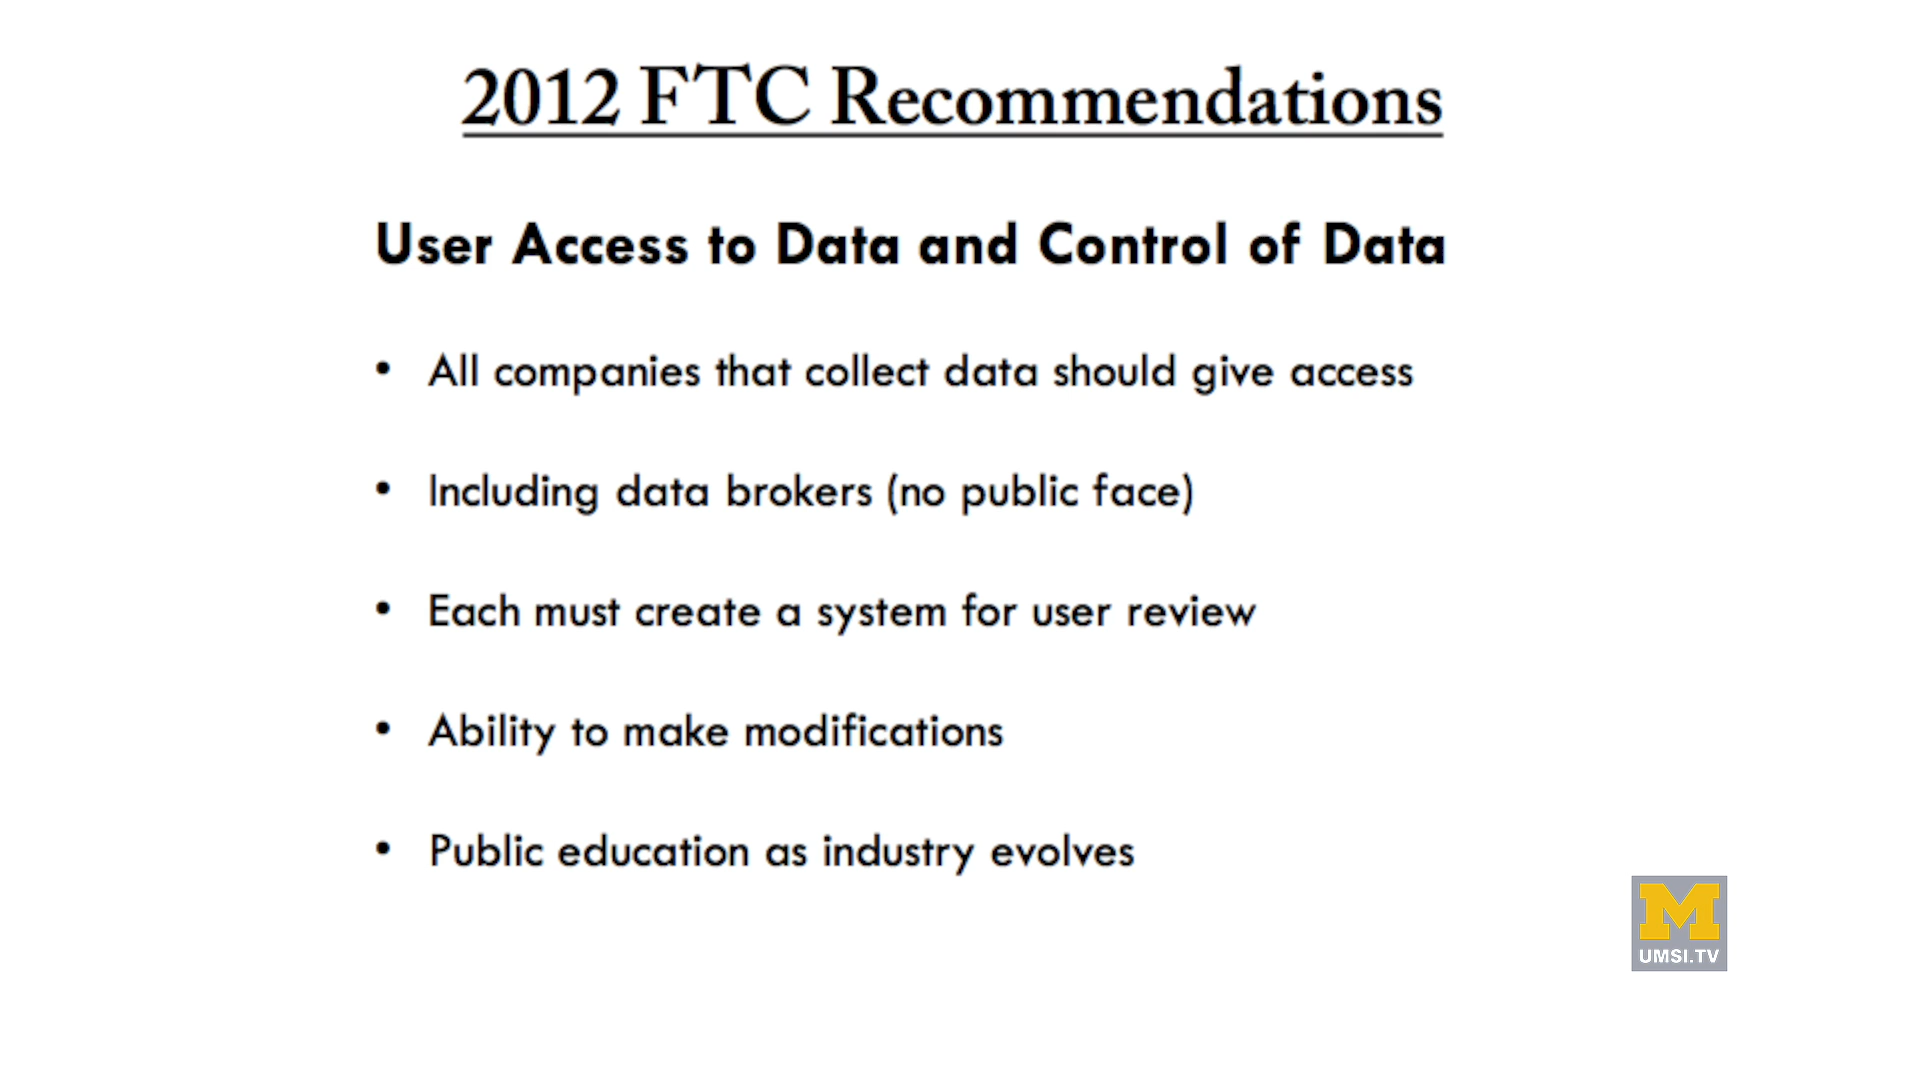 2012 FTC Recommendations
User Access to Data and Control of Data
• All companies that collect data should give access
• Including data brokers (no public face)
• Each must create a system for user review
• Ability to make modifications
• Public education as industry evolves
M
UMSI.TV